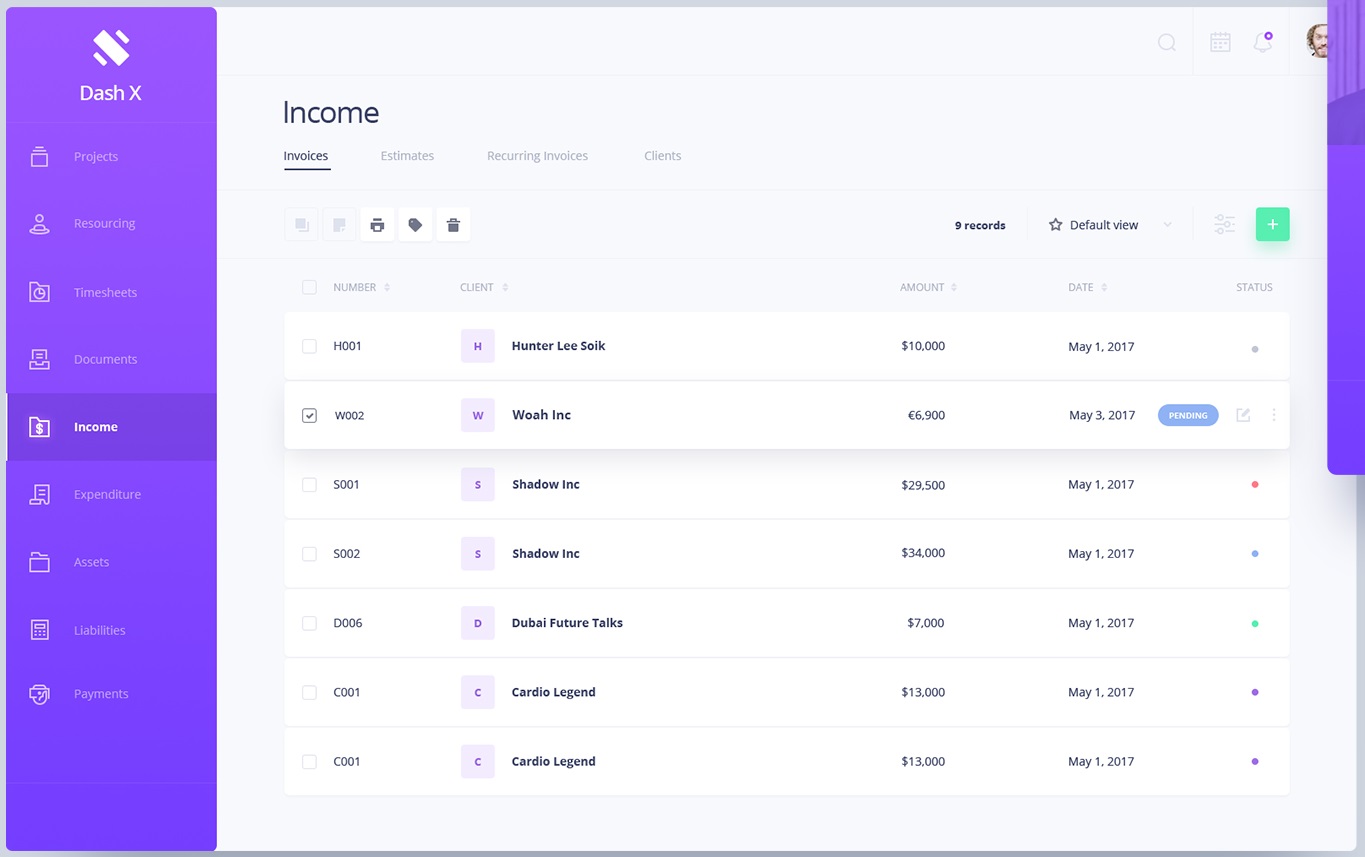 Dash X
Projects
Resourcing
Timesheets
Documents
$ Income
Expenditure
Assets
Liabilities
Payments
Income
Invoices Estimates Recurring Invoices Clients
9 records Default view +
NUMBER CLIENT AMOUNT DATE STATUS
H001 H Hunter Lee Soik $10,000 May 1, 2017
W002 W Woah Inc €6,900 May 3, 2017 PENDING
S001 S Shadow Inc $29,500 May 1, 2017
S002 S Shadow Inc $34,000 May 1, 2017
D006 D Dubai Future Talks $7,000 May 1, 2017
C001 C Cardio Legend $13,000 May 1, 2017
C001 C Cardio Legend $13,000 May 1, 2017